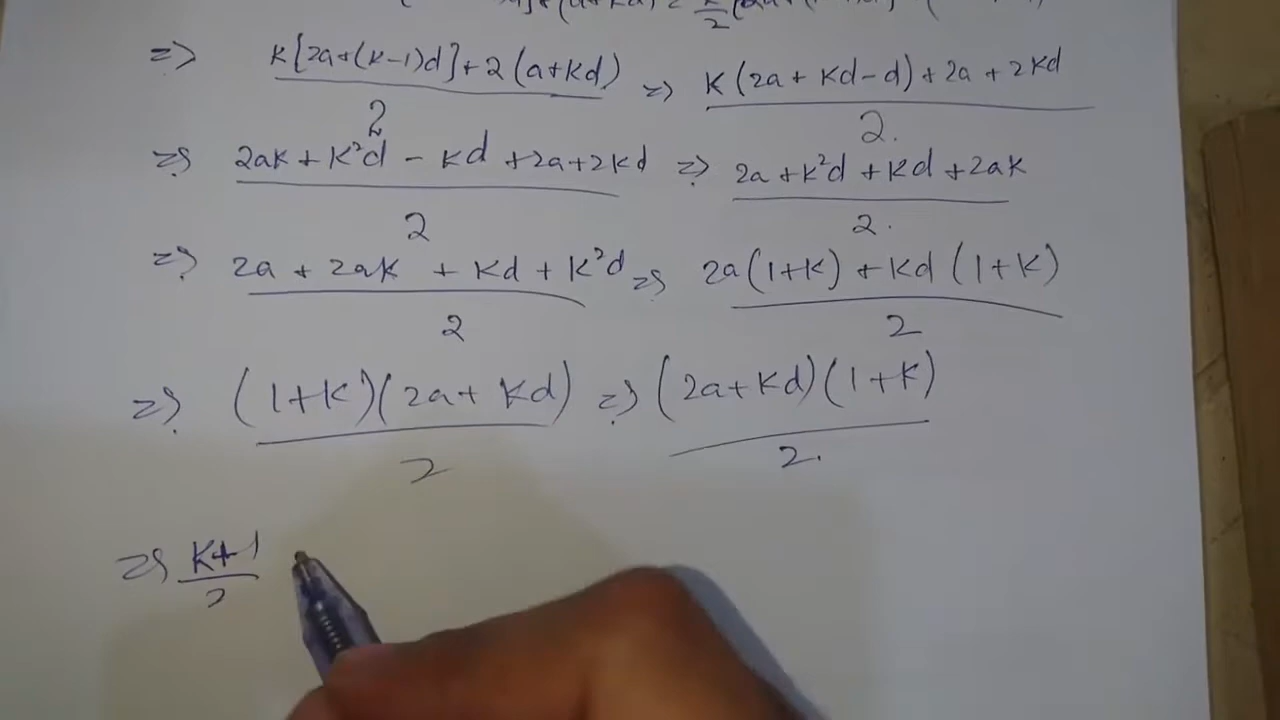 => K[2a+(K-1)d]+2(a+Kd) / 2 => K(2a+Kd-d)+2a+2Kd / 2.
=> 2aK+K²d-Kd+2a+2Kd / 2 => 2a+K²d+Kd+2aK / 2.
=> 2a+2aK+Kd+K²d / 2 => 2a(1+K)+Kd(1+K) / 2
=> (1+K)(2a+Kd) / 2 => (2a+Kd)(1+K) / 2.
=> K+1 / 2